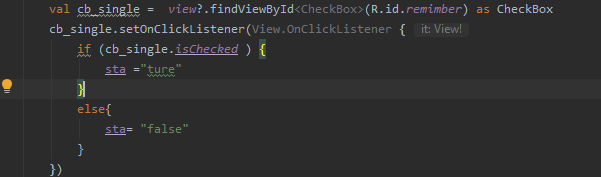 val cb_single =  view?.findViewById<CheckBox>(R.id.remimber) as CheckBox
cb_single.setOnClickListener(View.OnClickListener { it: View!
if (cb_single.isChecked ) {
sta ="ture"
}
else{
sta= "false"
}
})